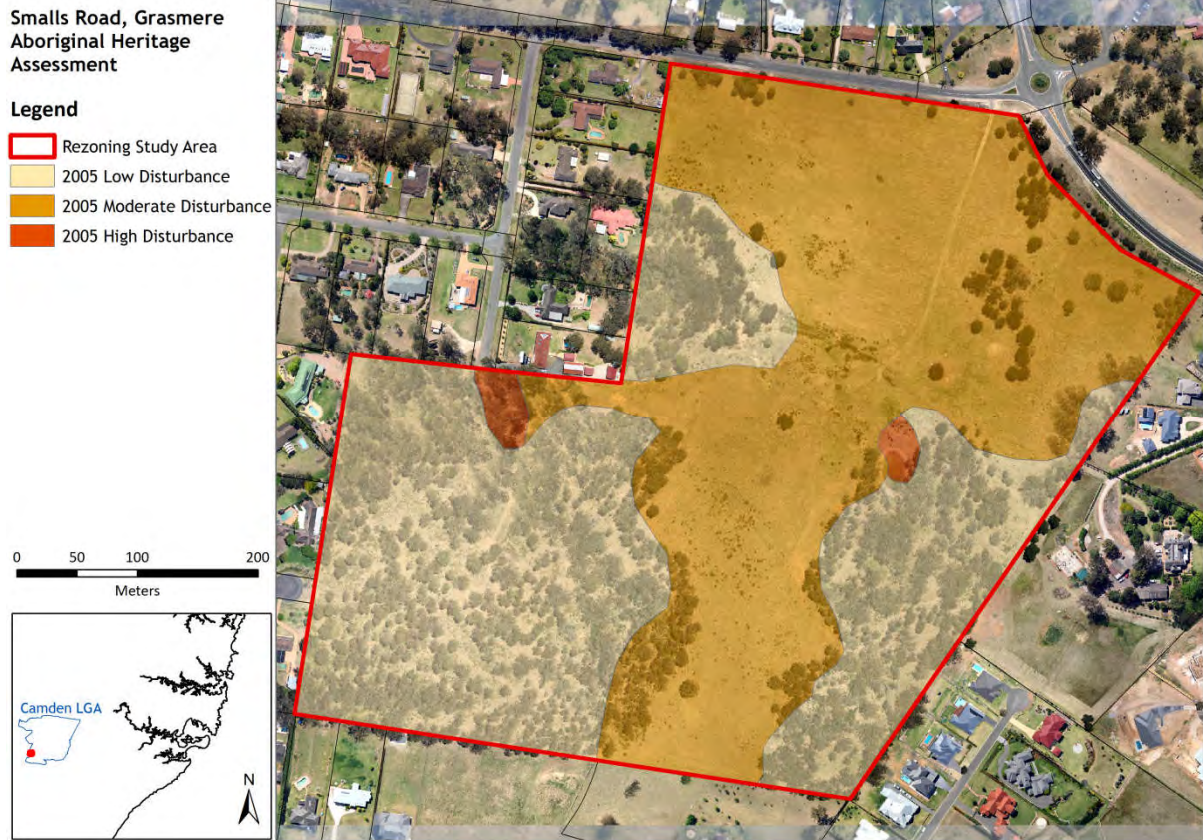 Smalls Road, Grasmere
Aboriginal Heritage
Assessment
Legend
Rezoning Study Area
2005 Low Disturbance
2005 Moderate Disturbance
2005 High Disturbance
0 50 100 200
Meters
Camden LGA
N